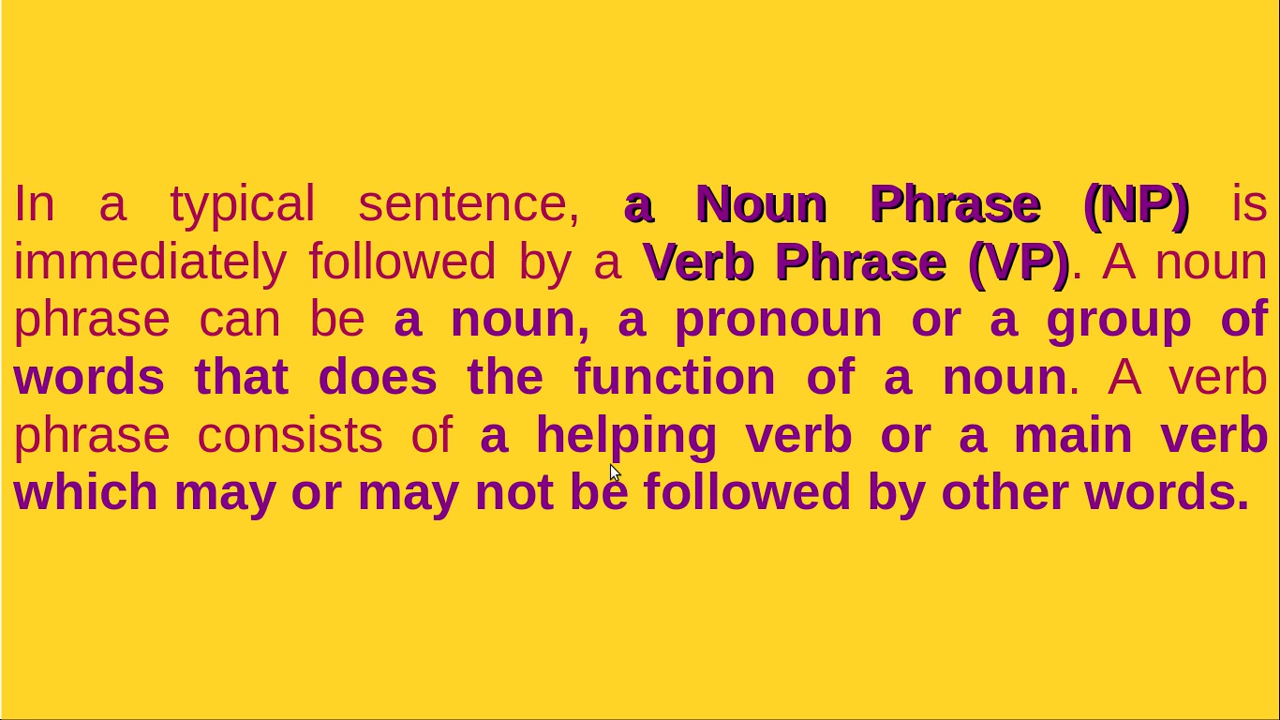 In a typical sentence, a Noun Phrase (NP) is
immediately followed by a Verb Phrase (VP). A noun
phrase can be a noun, a pronoun or a group of
words that does the function of a noun. A verb
phrase consists of a helping verb or a main verb
which may or may not be followed by other words.